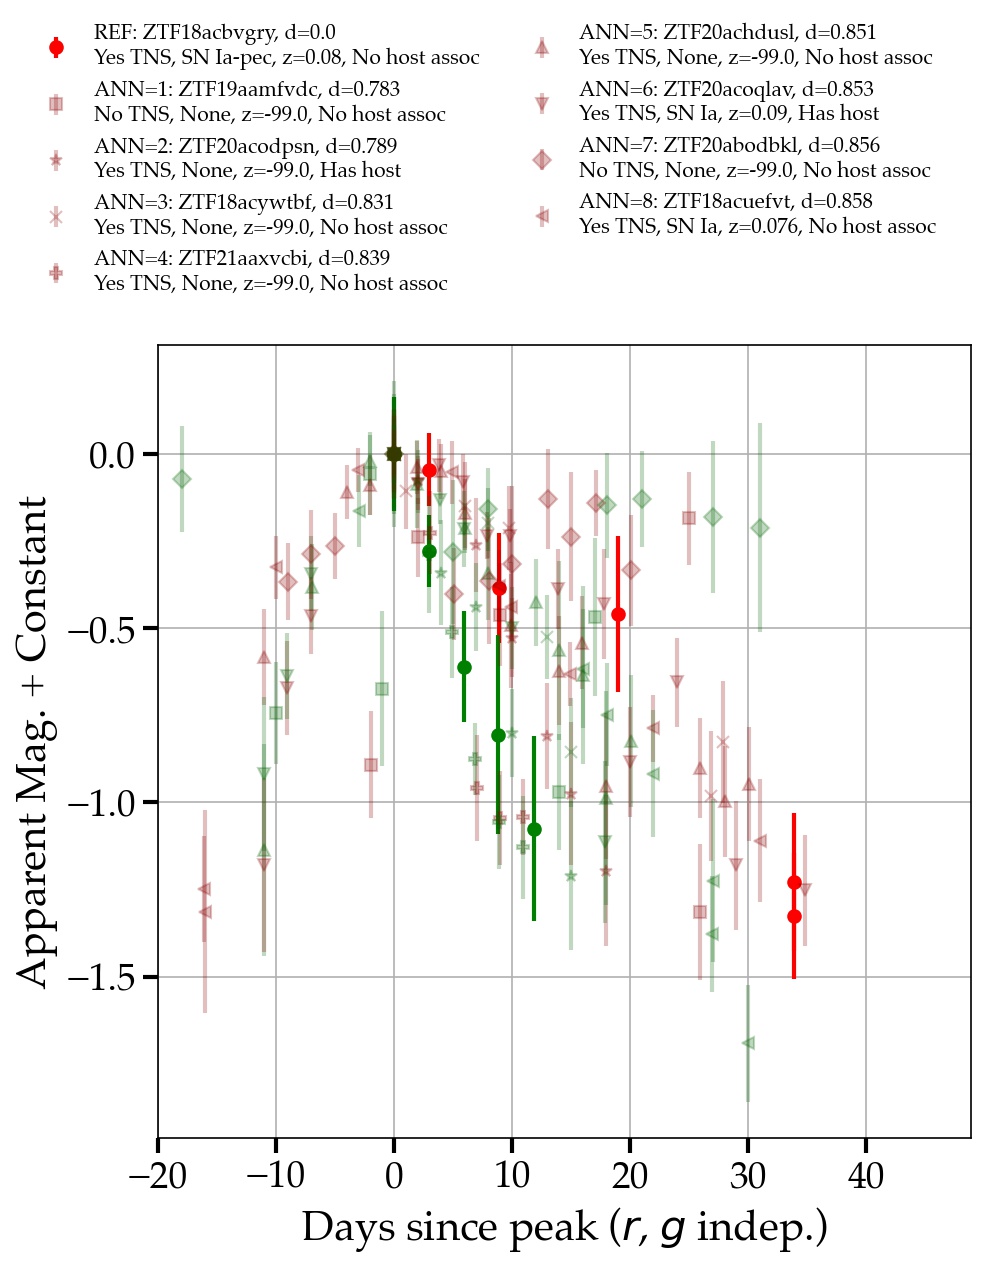 REF: ZTF18acbvgry, d=0.0
Yes TNS, SN Ia-pec, z=0.08, No host assoc
ANN=1: ZTF19aamfvdc, d=0.783
No TNS, None, z=-99.0, No host assoc
ANN=2: ZTF20acodpsn, d=0.789
Yes TNS, None, z=-99.0, Has host
ANN=3: ZTF18acywtbf, d=0.831
Yes TNS, None, z=-99.0, No host assoc
ANN=4: ZTF21aaxvcbi, d=0.839
Yes TNS, None, z=-99.0, No host assoc
ANN=5: ZTF20achdusl, d=0.851
Yes TNS, None, z=-99.0, No host assoc
ANN=6: ZTF20acoqlav, d=0.853
Yes TNS, SN Ia, z=0.09, Has host
ANN=7: ZTF20abodbkl, d=0.856
No TNS, None, z=-99.0, No host assoc
ANN=8: ZTF18acuefvt, d=0.858
Yes TNS, SN Ia, z=0.076, No host assoc
Apparent Mag. + Constant
0.0
−0.5
−1.0
−1.5
−20 −10 0 10 20 30 40
Days since peak (r, g indep.)